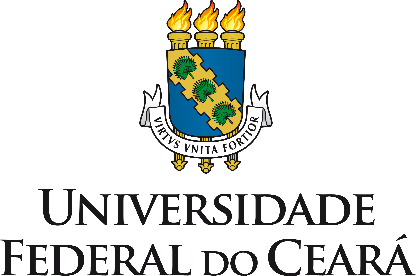 VIRTVS VNITA FORTIOR
UNIVERSIDADE
FEDERAL DO CEARÁ